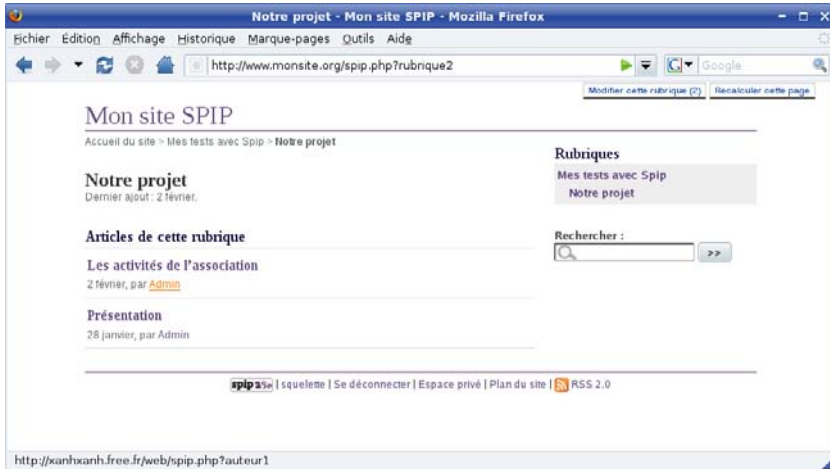 Notre projet - Mon site SPIP - Mozilla Firefox
Fichier Édition Affichage Historique Marque-pages Outils Aide
http://www.monsite.org/spip.php?rubrique2
Google
Modifier cette rubrique (2) Recalculer cette page
Mon site SPIP
Accueil du site > Mes tests avec Spip > Notre projet
Notre projet
Dernier ajout : 2 février.
Articles de cette rubrique
Les activités de l'association
2 février, par Admin
Présentation
28 janvier, par Admin
Rubriques
Mes tests avec Spip
Notre projet
Rechercher :
>>
spip | squelette | Se déconnecter | Espace privé | Plan du site | RSS 2.0
http://xanhxanh.free.fr/web/spip.php?auteur1